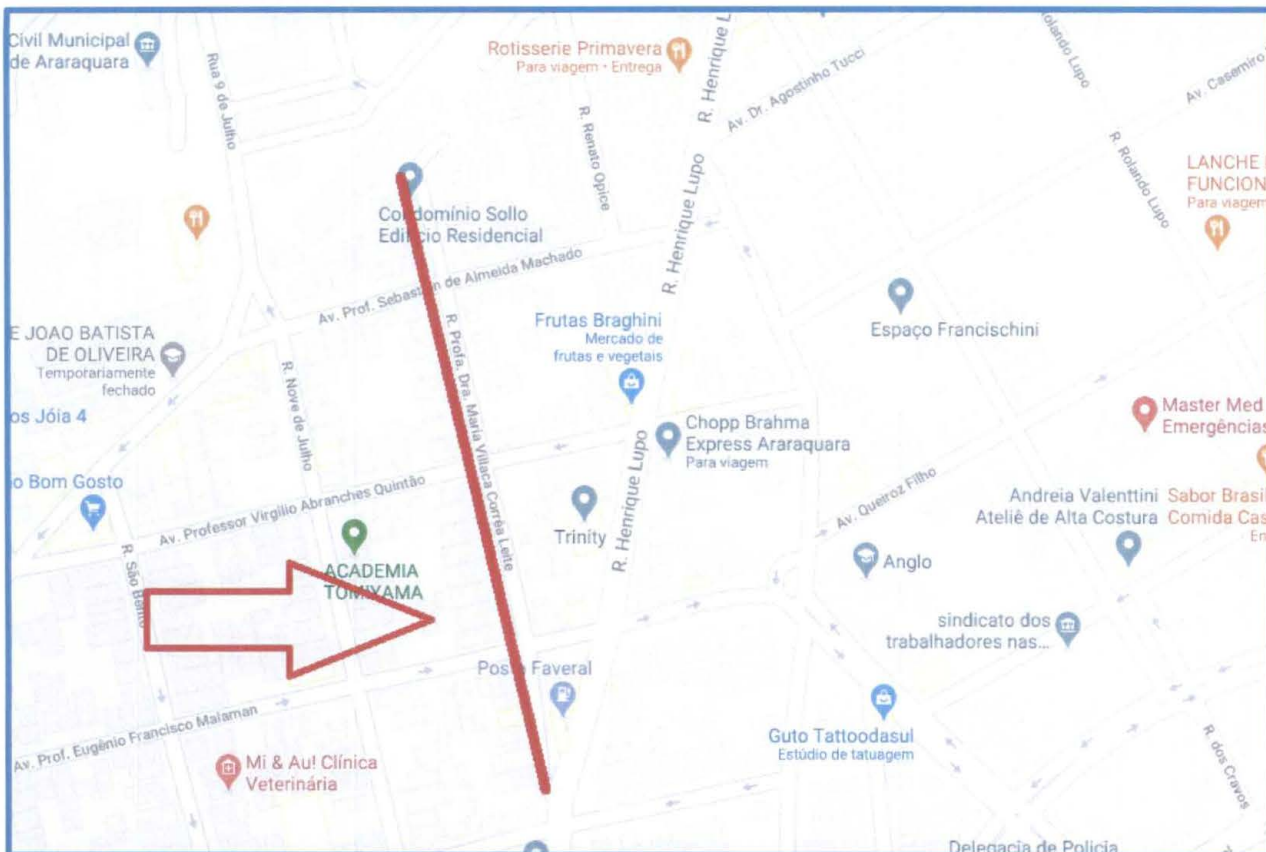 Civil Municipal
de Araraquara
Rua 9 de Julho
Rotisserie Primavera
Para viagem • Entrega
R. Henrique Lupo
Av. Dr. Agostinho Tucci
Rolando Lupo
Av. Casemiro
R. Renato Opice
R. Henrique Lupo
R. Rolando Lupo
LANCHE
FUNCION
Para viagem
Condomínio Sollo
Edifício Residencial
Av. Prof. Sebastian de Almeida Machado
Espaço Francischini
Frutas Braghini
Mercado de
frutas e vegetais
E JOAO BATISTA
DE OLIVEIRA
Temporariamente
fechado
R. Nove de Julho
R. Profa. Dra. Maria Villaca Corrêa Leite
os Jóia 4
Chopp Brahma
Express Araraquara
Para viagem
Master Med
Emergências
o Bom Gosto
Av. Professor Virgílio Abranches Quintão
R. Henrique Lupo
Av. Queiroz Filho
Andreia Valenttini
Ateliê de Alta Costura
Sabor Brasil
Comida Cas
En
Trinity
R. São Bento
ACADEMIA
TOMIYAMA
Anglo
sindicato dos
trabalhadores nas...
Posto Faveral
Av. Prof. Eugênio Francisco Malaman
Mi & Au! Clínica
Veterinária
Guto Tattoodasul
Estúdio de tatuagem
R. dos Cravos
Delegacia de Policia